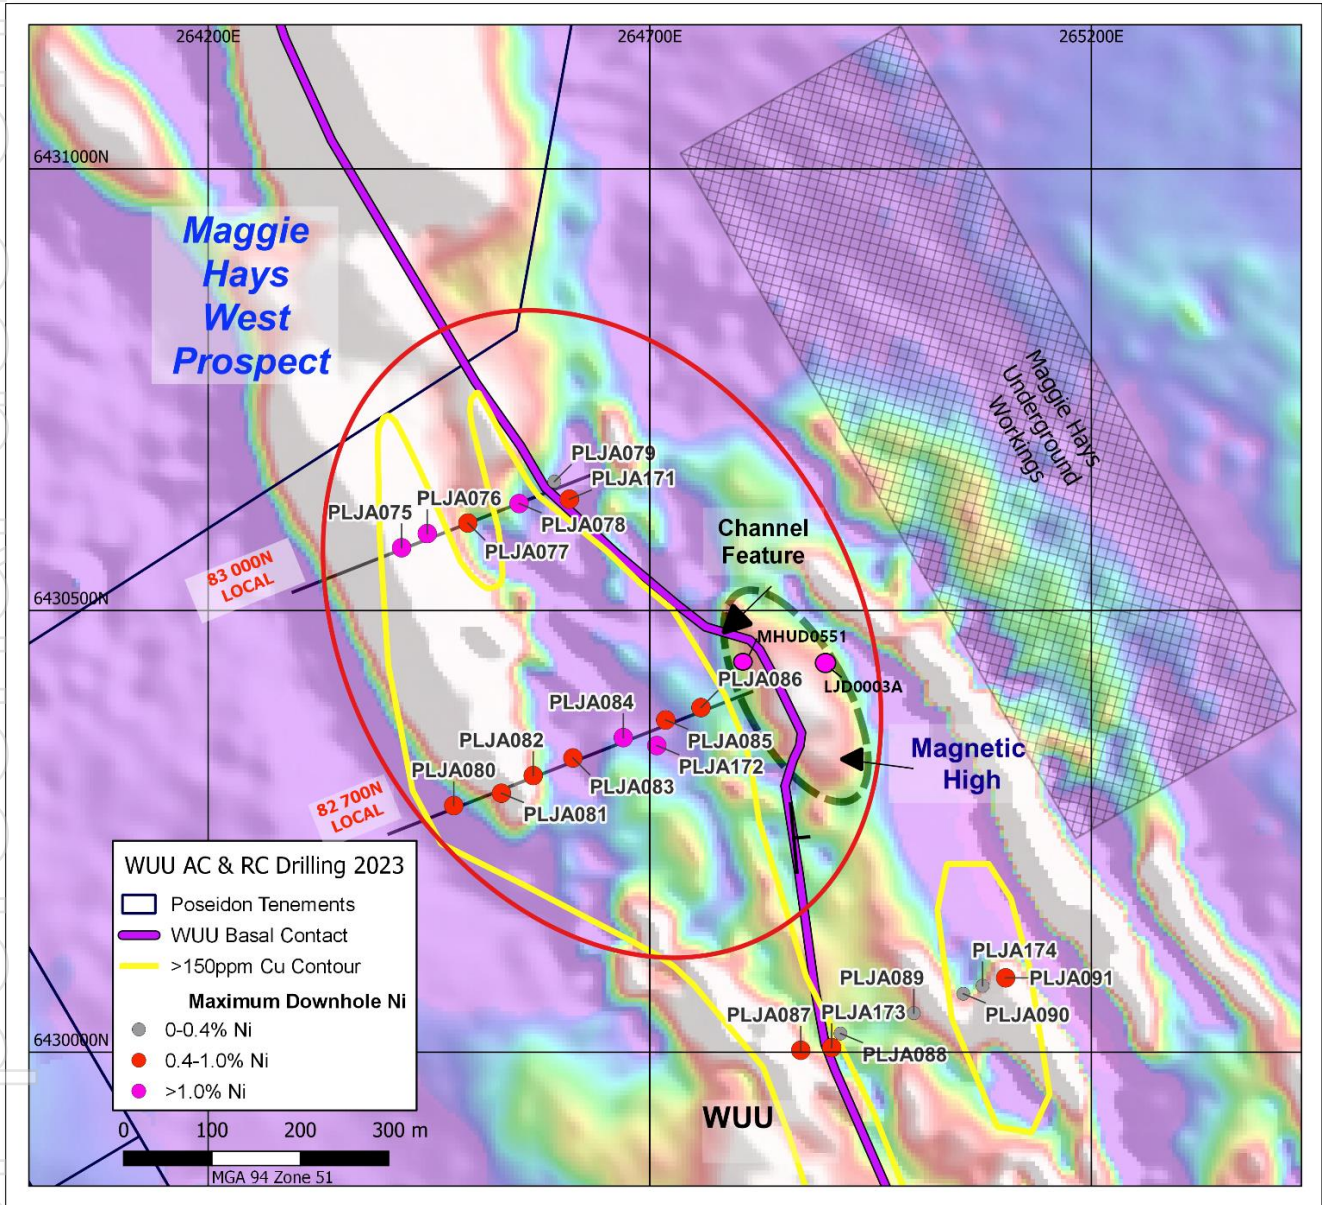 264200E
264700E
265200E
6431000N
Maggie
Hays
West
Prospect
Maggie Hays
Underground
Workings
PLJA079
PLJA171
PLJA076
PLJA075
PLJA078
PLJA077
Channel
Feature
83 000N
LOCAL
6430500N
MHUD0551
PLJA086
LJD0003A
PLJA084
PLJA085
PLJA082
PLJA172
Magnetic
High
PLJA080
PLJA083
PLJA081
82 700N
LOCAL
WUU AC & RC Drilling 2023
Poseidon Tenements
WUU Basal Contact
>150ppm Cu Contour
Maximum Downhole Ni
0-0.4% Ni
0.4-1.0% Ni
>1.0% Ni
PLJA174
PLJA089
PLJA091
PLJA087
PLJA173
PLJA090
PLJA088
6430000N
WUU
0 100 200 300 m
MGA 94 Zone 51